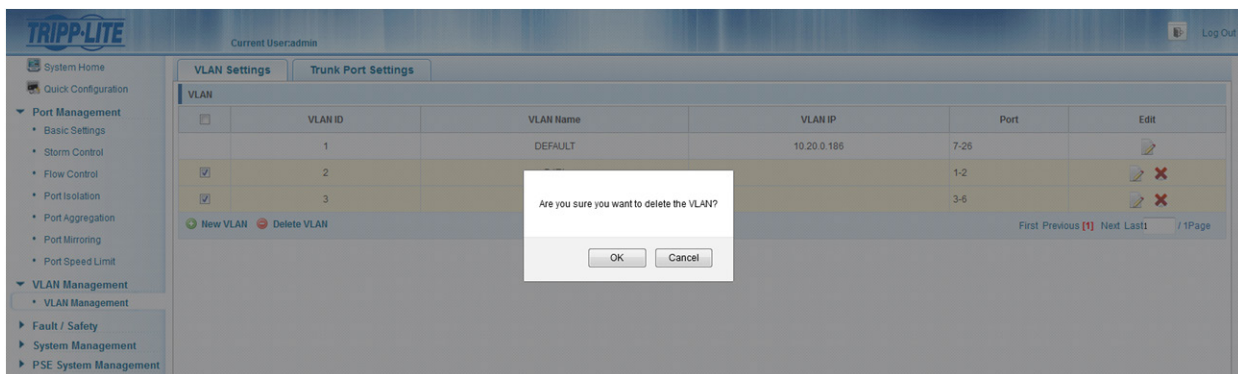 TRIPP·LITE
Current User:admin
Log Out
System Home
Quick Configuration
Port Management
Basic Settings
Storm Control
Flow Control
Port Isolation
Port Aggregation
Port Mirroring
Port Speed Limit
VLAN Management
VLAN Management
Fault / Safety
System Management
PSE System Management
VLAN Settings Trunk Port Settings
VLAN
VLAN ID VLAN Name VLAN IP Port Edit
1 DEFAULT 10.20.0.186 7-26
2 1-2
3 3-6
New VLAN Delete VLAN First Previous [1] Next Last 1 / 1Page
Are you sure you want to delete the VLAN?
OK Cancel